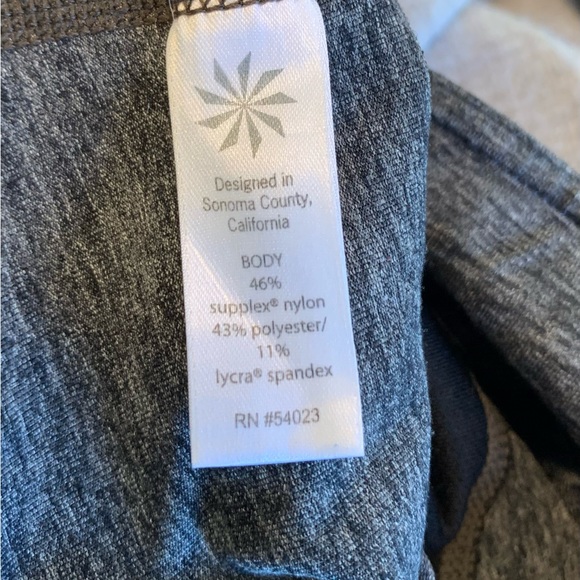 Designed in
Sonoma County,
California
BODY
46%
supplex® nylon
43% polyester/
11%
lycra® spandex
RN #54023